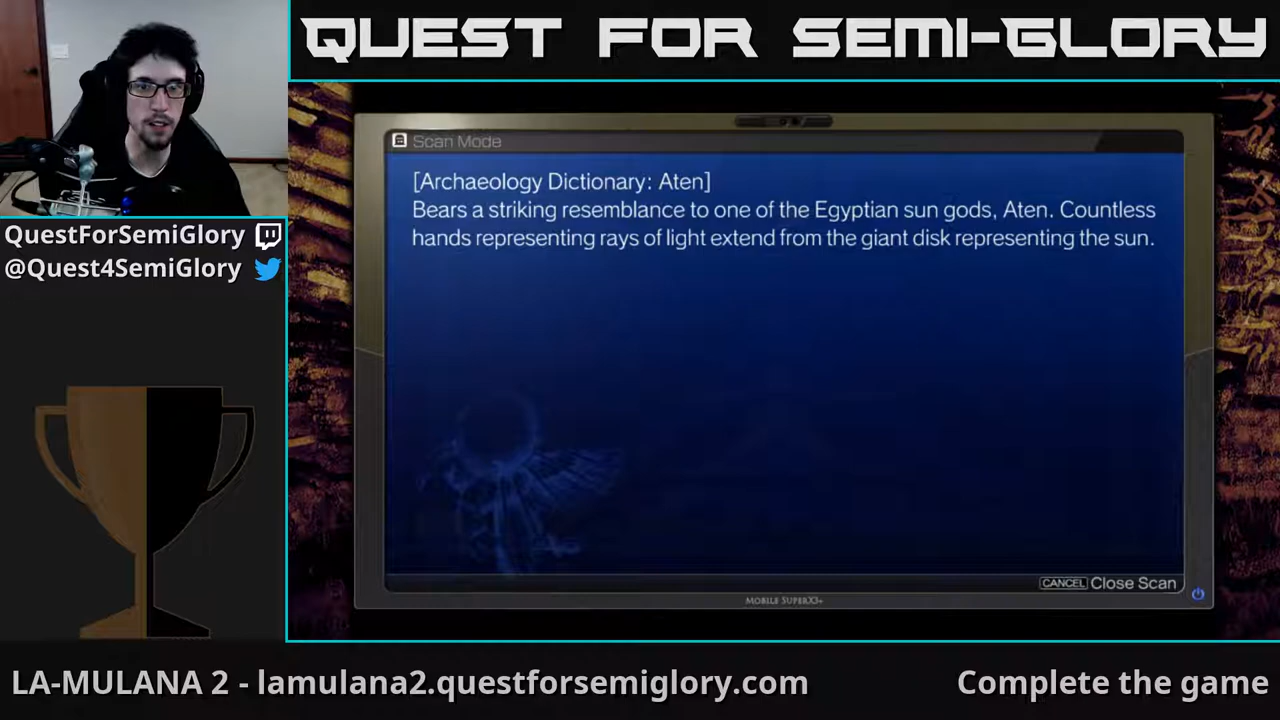 QUEST FOR SEMI-GLORY
Scan Mode
[Archaeology Dictionary: Aten]
Bears a striking resemblance to one of the Egyptian sun gods, Aten. Countless
hands representing rays of light extend from the giant disk representing the sun.
QuestForSemiGlory
@Quest4SemiGlory
CANCEL Close Scan
MOBILE SUPERX3+
LA-MULANA 2 - lamulana2.questforsemiglory.com
Complete the game